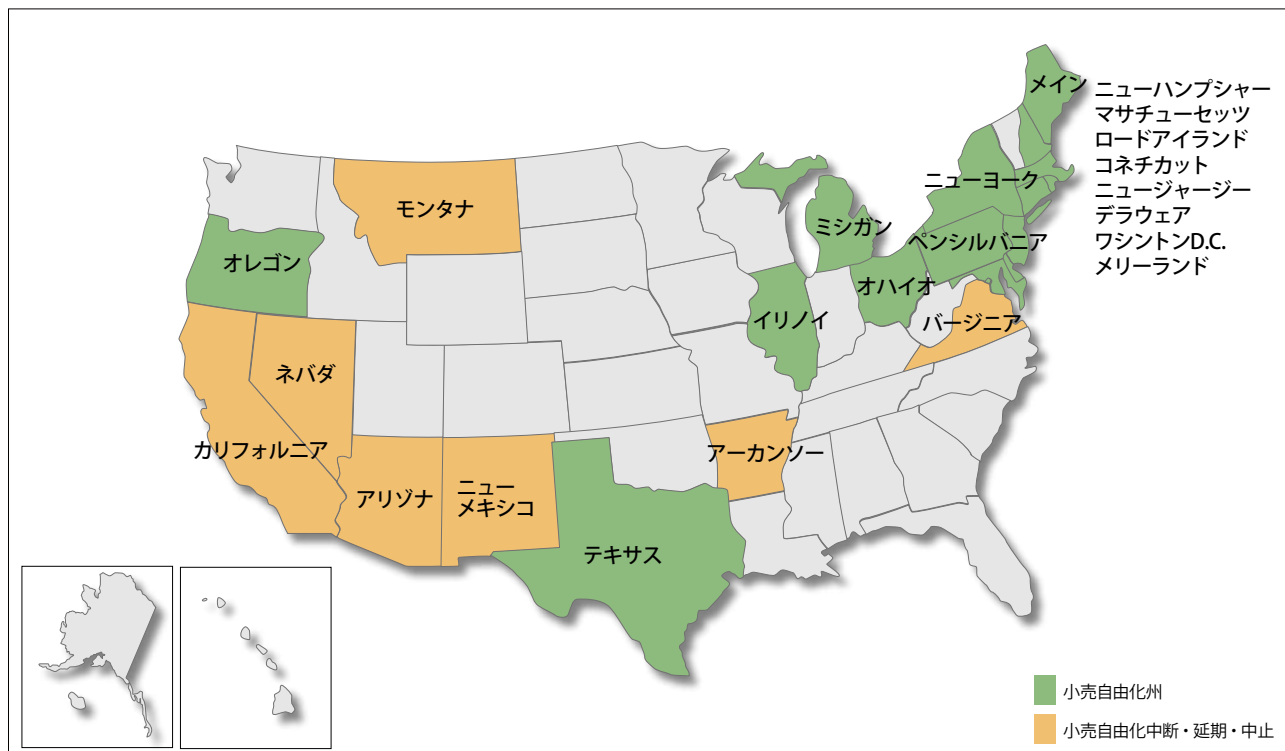 メイン
ニューハンプシャー
マサチューセッツ
ロードアイランド
コネチカット
ニュージャージー
デラウェア
ワシントンD.C.
メリーランド
ニューヨーク
モンタナ
ミシガン
ペンシルバニア
オレゴン
オハイオ
イリノイ
バージニア
ネバダ
カリフォルニア
アーカンソー
アリゾナ
ニュー
メキシコ
テキサス
小売自由化州
小売自由化中断・延期・中止